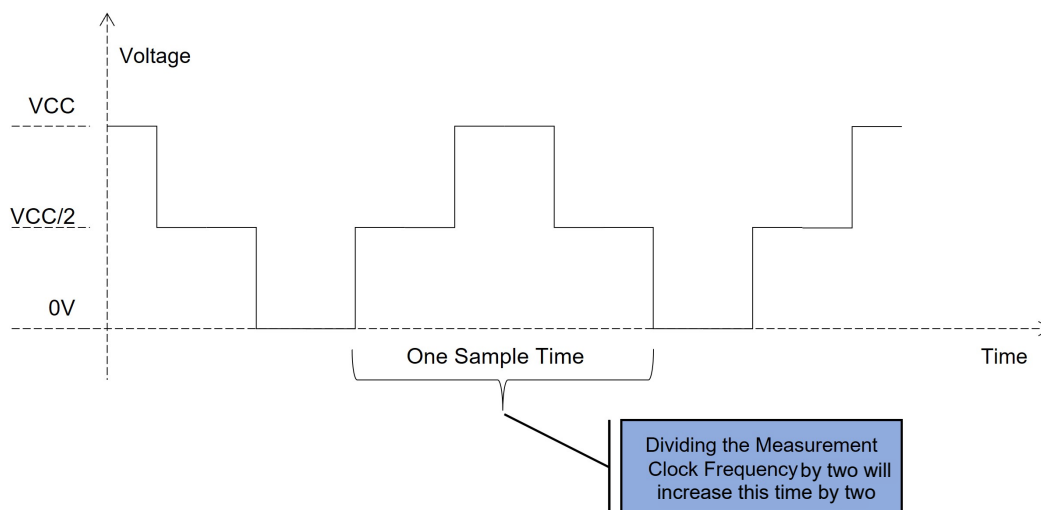 Voltage
VCC
VCC/2
0V
One Sample Time
Time
Dividing the Measurement
Clock Frequency by two will
increase this time by two